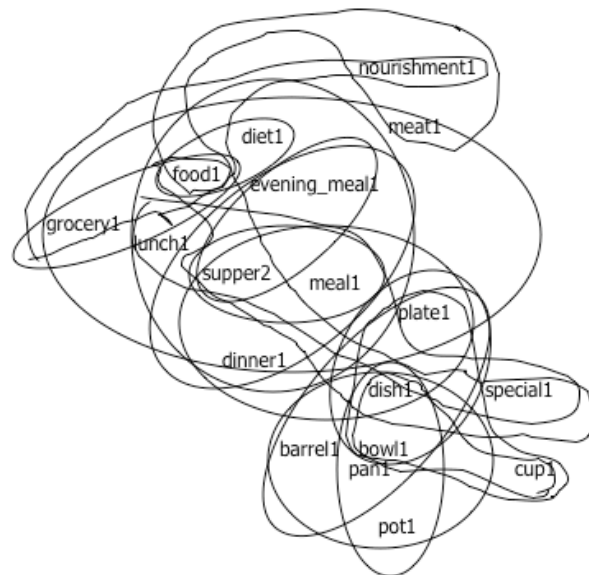 nourishment1
meat1
diet1
food1
evening_meal1
grocery1
lunch1
supper2
meal1
plate1
dinner1
dish1
special1
barrel1
bowl1
pan1
cup1
pot1